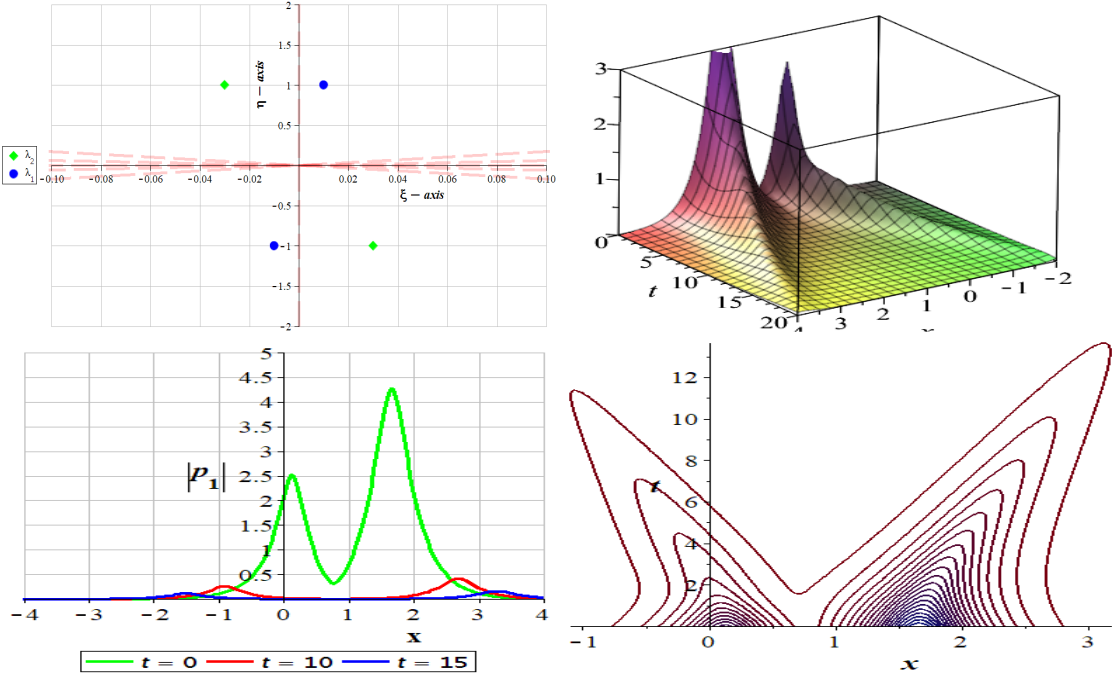 2
1.5
1
0.5
η – axis
-0.10 -0.08 -0.06 -0.04 -0.02 0 0.02 0.04 0.06 0.08 0.10
ξ – axis
-0.5
-1
-1.5
-2
λ2
λ1
3
2
1
0
5
10
15
20
t
4 3 2 1 0 -1 -2
x
5
4.5
4
3.5
3
2.5
2
1.5
1
0.5
|p1|
-4 -3 -2 -1 0 1 2 3 4
x
t = 0 t = 10 t = 15
12
10
8
6
t
4
2
-1 0 1 2 3
x